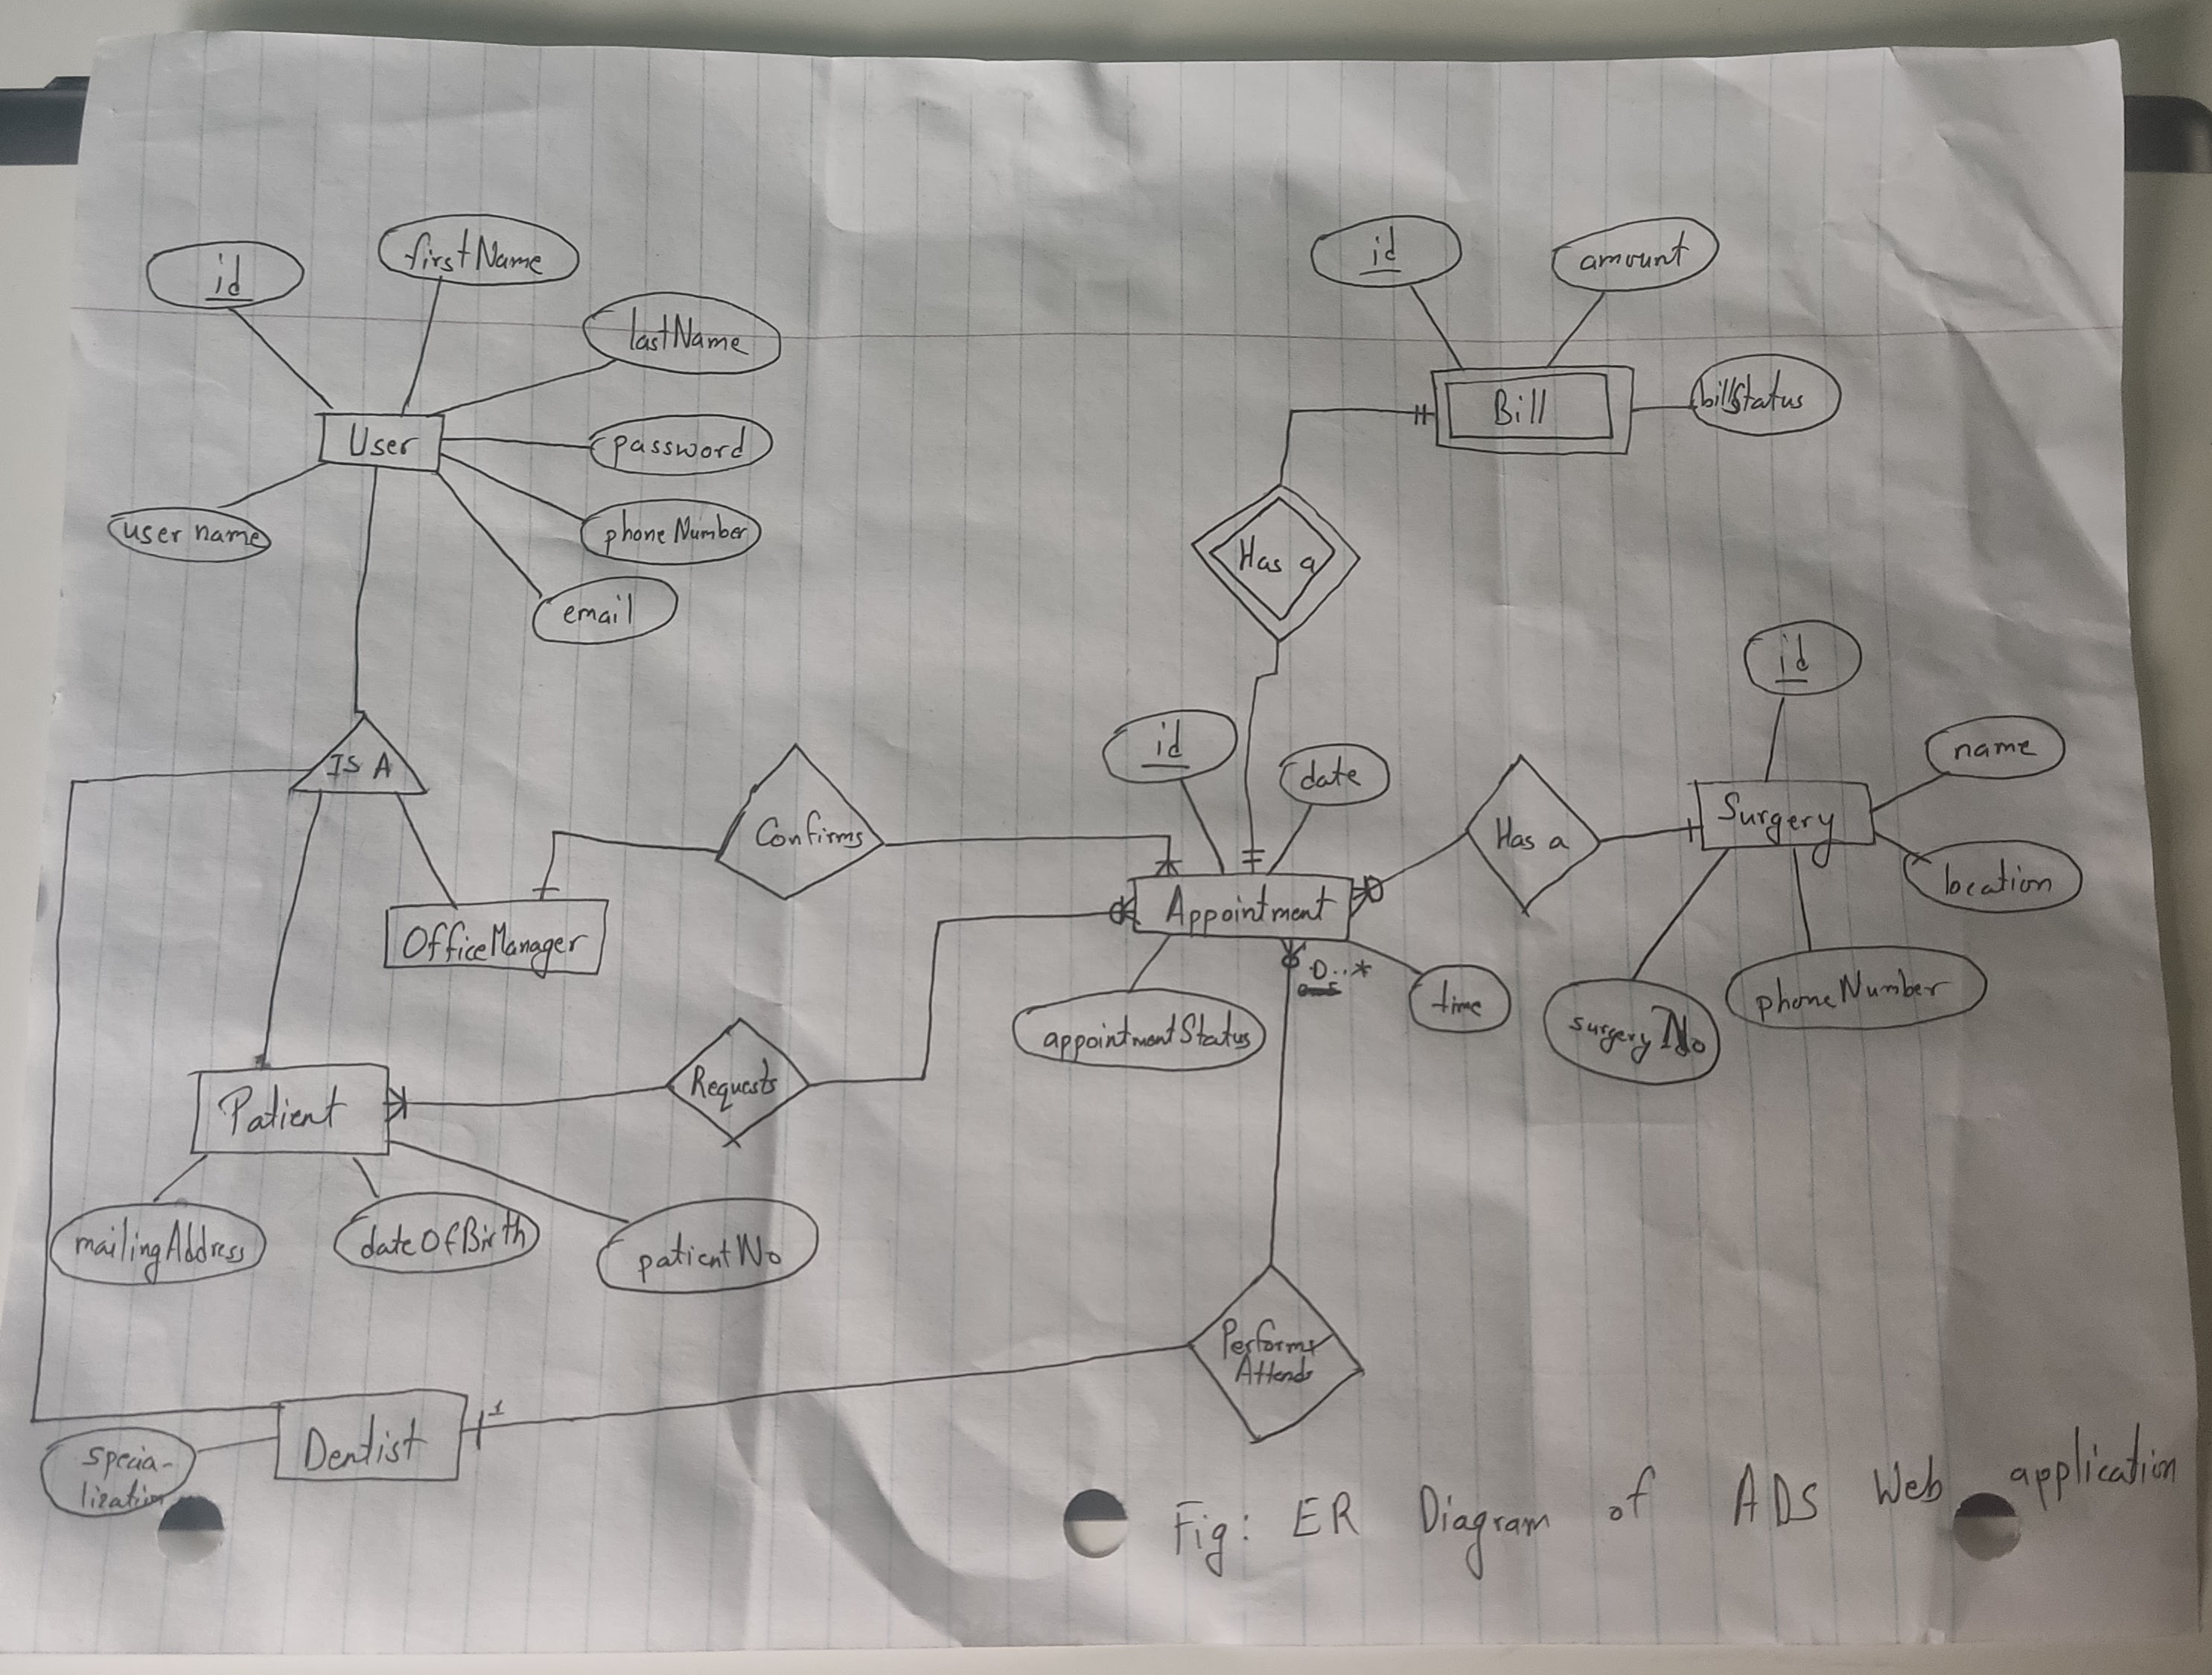 id
firstName
lastName
User
password
user name
phoneNumber
email
id
amount
Bill
billStatus
Has a
IS A
Confirms
OfficeManager
id
date
Has a
id
name
Surgery
location
Appointment
0..*
time
appointmentStatus
surgeryNo
phoneNumber
Requests
Patient
mailingAddress
dateOfBirth
patientNo
Performs
Attends
Dentist
1
specia-
lization
Fig: ER Diagram of ADS Web application